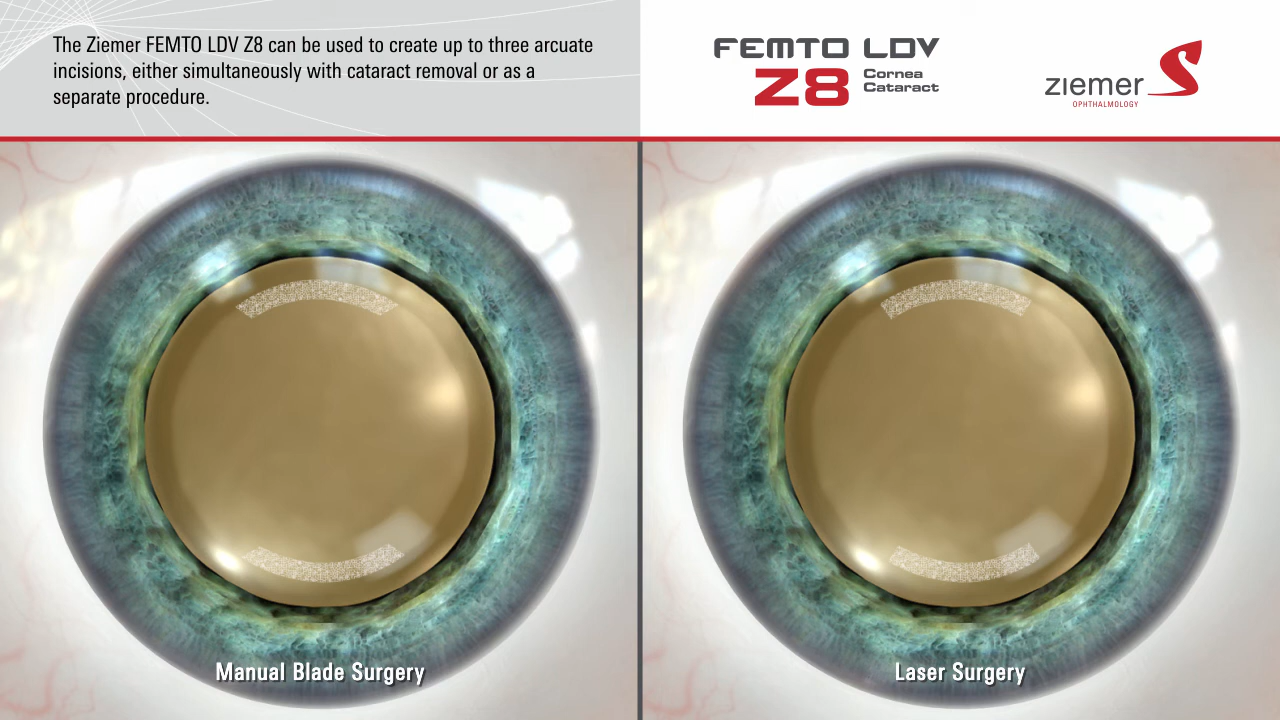 The Ziemer FEMTO LDV Z8 can be used to create up to three arcuate
incisions, either simultaneously with cataract removal or as a
separate procedure.
FEMTO LDV
Z8 Cornea
Cataract
ziemer
OPHTHALMOLOGY
Manual Blade Surgery
Laser Surgery